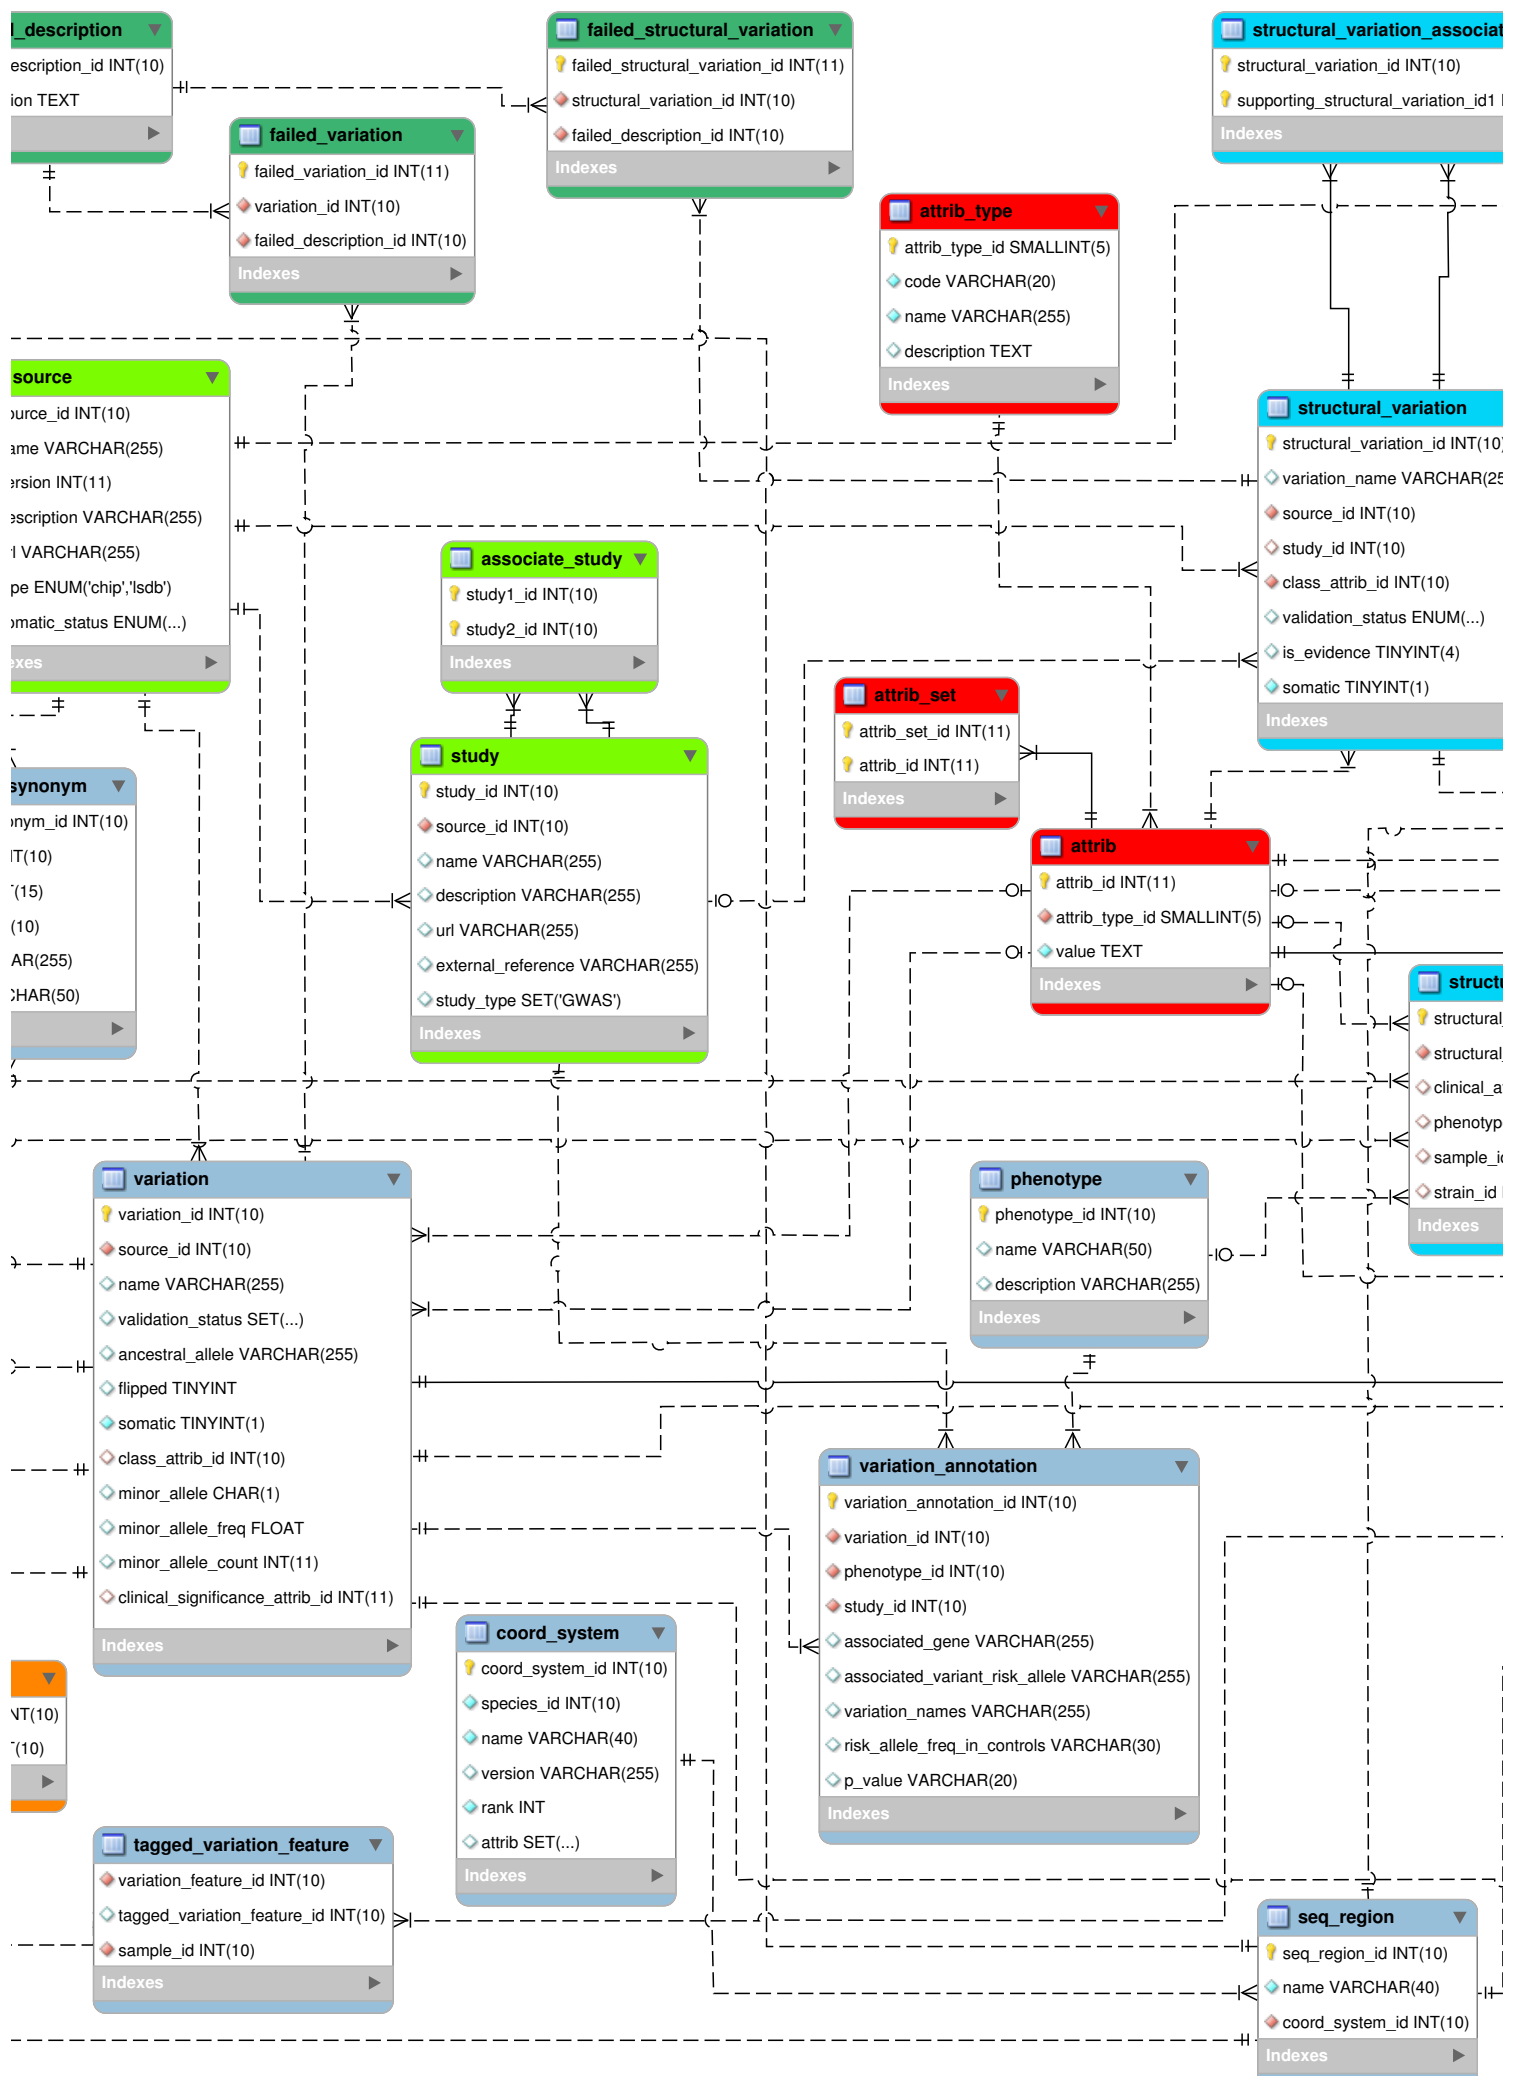 l_description
escription_id INT(10)
ion TEXT
failed_variation
failed_variation_id INT(11)
variation_id INT(10)
failed_description_id INT(10)
Indexes
failed_structural_variation
failed_structural_variation_id INT(11)
structural_variation_id INT(10)
failed_description_id INT(10)
Indexes
structural_variation_associat
structural_variation_id INT(10)
supporting_structural_variation_id1 I
Indexes
attrib_type
attrib_type_id SMALLINT(5)
code VARCHAR(20)
name VARCHAR(255)
description TEXT
Indexes
source
ource_id INT(10)
ame VARCHAR(255)
ersion INT(11)
escription VARCHAR(255)
rl VARCHAR(255)
pe ENUM('chip','lsdb')
omatic_status ENUM(...)
exes
structural_variation
structural_variation_id INT(10)
variation_name VARCHAR(25
source_id INT(10)
study_id INT(10)
class_attrib_id INT(10)
validation_status ENUM(...)
is_evidence TINYINT(4)
somatic TINYINT(1)
Indexes
associate_study
study1_id INT(10)
study2_id INT(10)
Indexes
attrib_set
attrib_set_id INT(11)
attrib_id INT(11)
Indexes
synonym
onym_id INT(10)
IT(10)
T(15)
(10)
AR(255)
CHAR(50)
study
study_id INT(10)
source_id INT(10)
name VARCHAR(255)
description VARCHAR(255)
url VARCHAR(255)
external_reference VARCHAR(255)
study_type SET('GWAS')
Indexes
attrib
attrib_id INT(11)
attrib_type_id SMALLINT(5)
value TEXT
Indexes
structu
structural_
structural_
clinical_a
phenotyp
sample_i
strain_id
Indexes
variation
variation_id INT(10)
source_id INT(10)
name VARCHAR(255)
validation_status SET(...)
ancestral_allele VARCHAR(255)
flipped TINYINT
somatic TINYINT(1)
class_attrib_id INT(10)
minor_allele CHAR(1)
minor_allele_freq FLOAT
minor_allele_count INT(11)
clinical_significance_attrib_id INT(11)
Indexes
phenotype
phenotype_id INT(10)
name VARCHAR(50)
description VARCHAR(255)
Indexes
variation_annotation
variation_annotation_id INT(10)
variation_id INT(10)
phenotype_id INT(10)
study_id INT(10)
associated_gene VARCHAR(255)
associated_variant_risk_allele VARCHAR(255)
variation_names VARCHAR(255)
risk_allele_freq_in_controls VARCHAR(30)
p_value VARCHAR(20)
Indexes
coord_system
coord_system_id INT(10)
species_id INT(10)
name VARCHAR(40)
version VARCHAR(255)
rank INT
attrib SET(...)
Indexes
NT(10)
T(10)
tagged_variation_feature
variation_feature_id INT(10)
tagged_variation_feature_id INT(10)
sample_id INT(10)
Indexes
seq_region
seq_region_id INT(10)
name VARCHAR(40)
coord_system_id INT(10)
Indexes